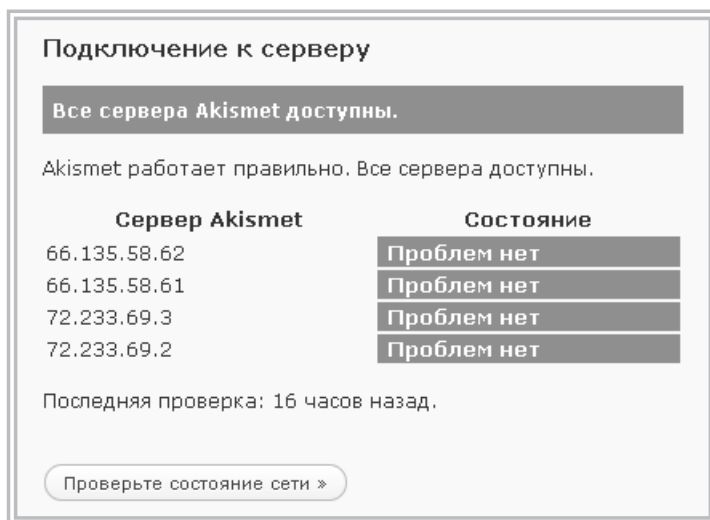 Подключение к серверу
Все сервера Akismet доступны.
Akismet работает правильно. Все сервера доступны.
Сервер Akismet Состояние
66.135.58.62 Проблем нет
66.135.58.61 Проблем нет
72.233.69.3 Проблем нет
72.233.69.2 Проблем нет
Последняя проверка: 16 часов назад.
Проверьте состояние сети »